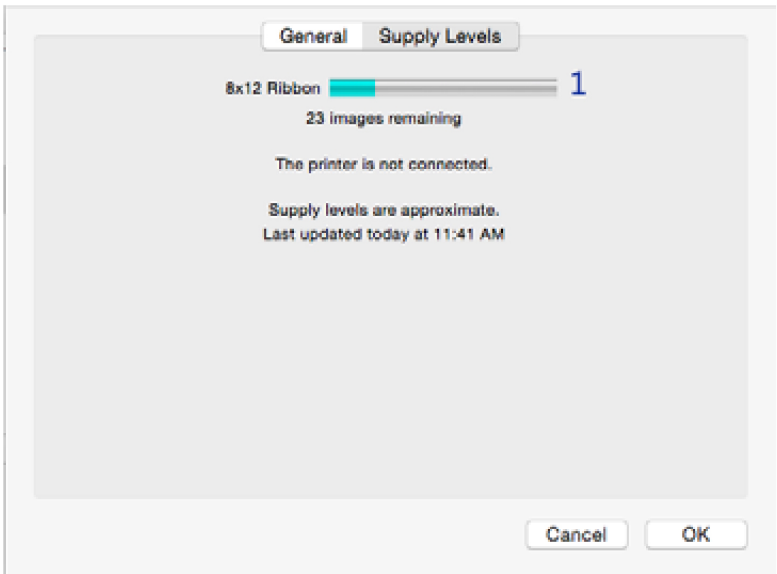 General Supply Levels
8x12 Ribbon 1
23 images remaining
The printer is not connected.
Supply levels are approximate.
Last updated today at 11:41 AM
Cancel OK